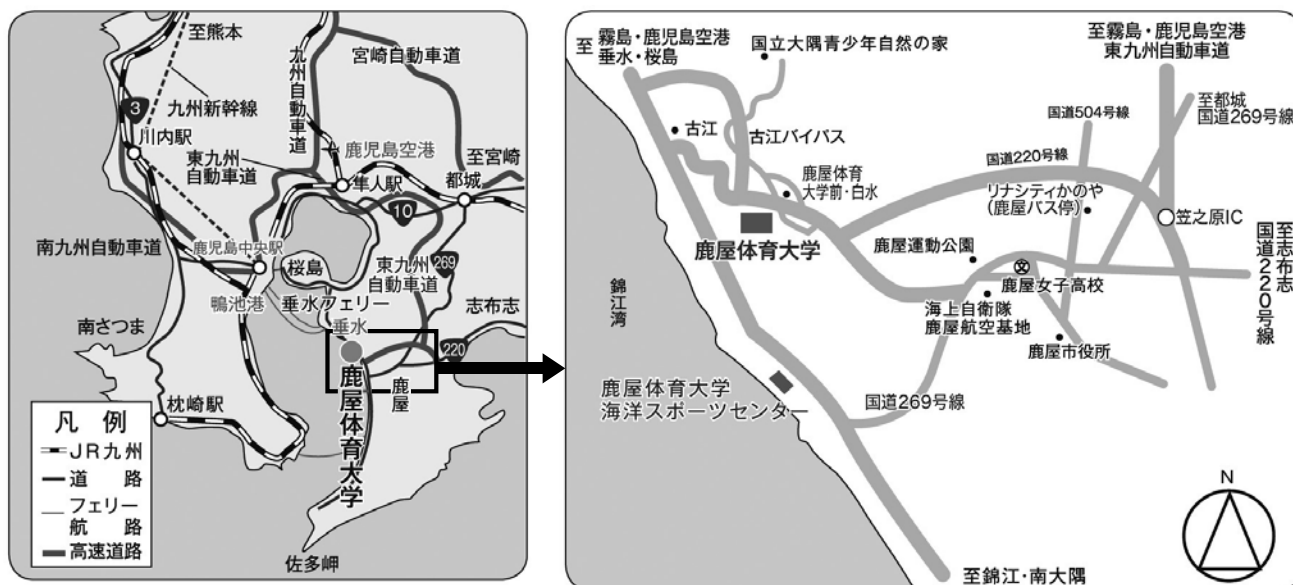 至熊本
九州新幹線
3
川内駅
九州自動車道
宮崎自動車道
東九州
自動車道
鹿児島空港
隼人駅
至宮崎
都城
10
南九州自動車道
鹿児島中央駅
桜島
東九州
自動車道
269
鴨池港
垂水フェリー
垂水
志布志
220
南さつま
鹿屋
鹿屋体育大学
枕崎駅
佐多岬
凡例
JR九州
道路
フェリー
航路
高速道路
至 霧島・鹿児島空港
垂水・桜島
国立大隅青少年自然の家
至霧島・鹿児島空港
東九州自動車道
至都城
国道269号線
国道504号線
古江
古江バイパス
国道220号線
鹿屋体育
大学前・白水
リナシティかのや
(鹿屋バス停)
笠之原IC
鹿屋体育大学
鹿屋運動公園
至志布志
国道220号線
鹿屋女子高校
海上自衛隊
鹿屋航空基地
鹿屋市役所
錦江湾
鹿屋体育大学
海洋スポーツセンター
国道269号線
至錦江・南大隅
N